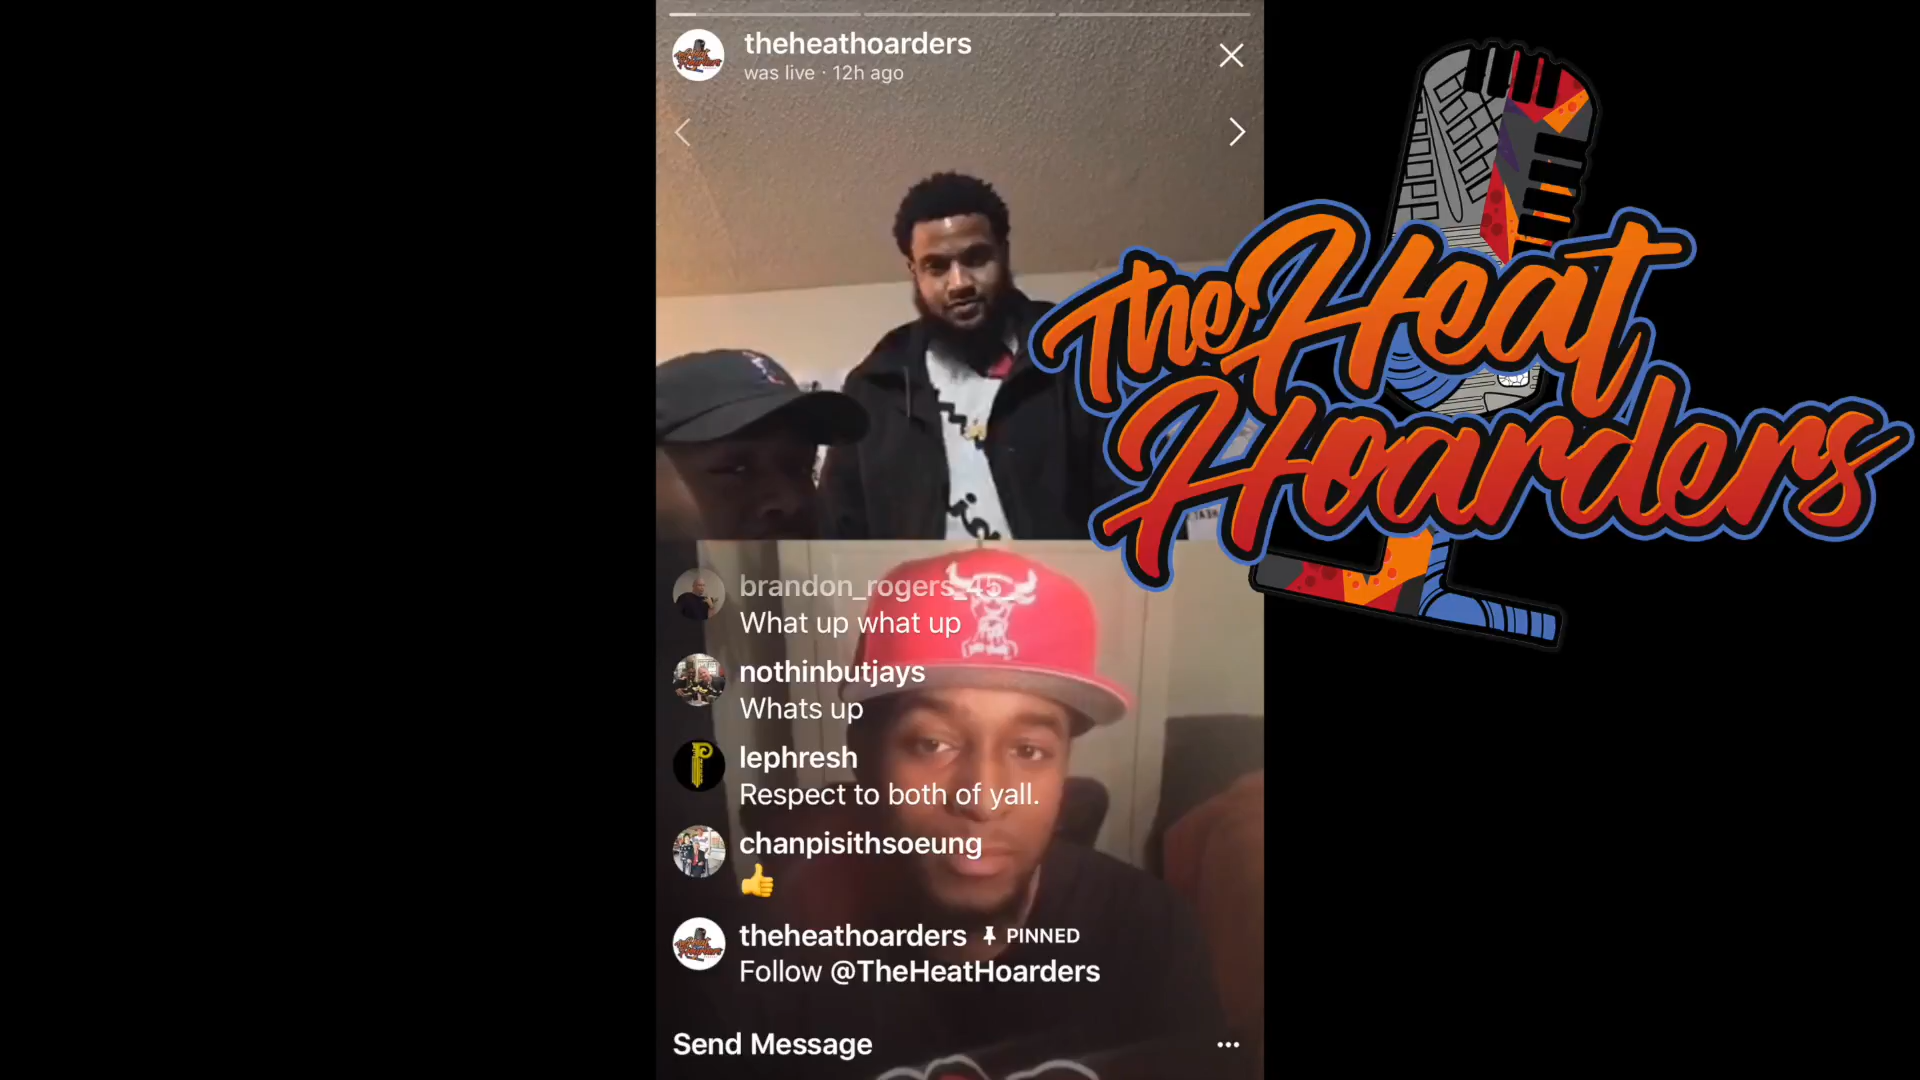 theheathoarders
was live · 12h ago
The Heat
Hoarders
brandon_rogers_45_
What up what up
nothinbutjays
Whats up
lephresh
Respect to both of yall.
chanpisithsoeung
👍
theheathoarders PINNED
Follow @TheHeatHoarders
Send Message